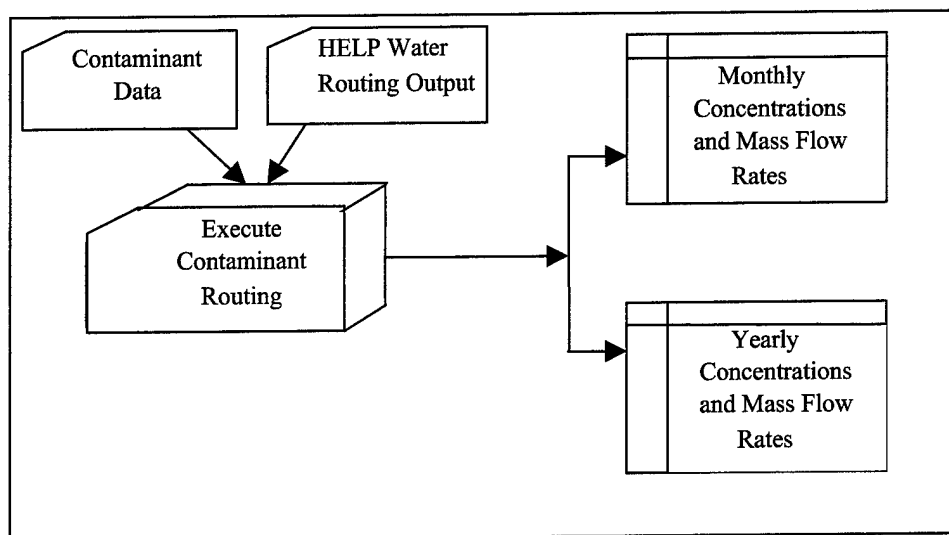 Contaminant
Data
HELP Water
Routing Output
Execute
Contaminant
Routing
Monthly
Concentrations
and Mass Flow
Rates
Yearly
Concentrations
and Mass Flow
Rates